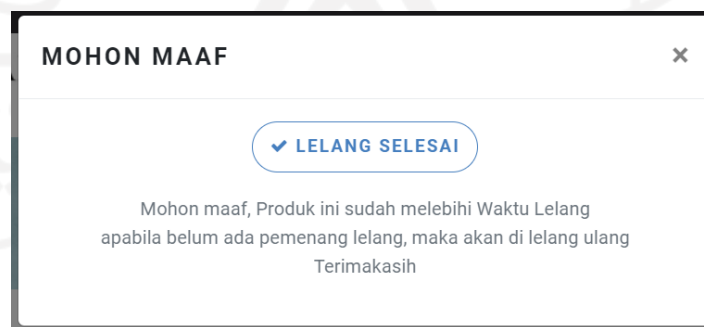 MOHON MAAF
×
LELANG SELESAI
Mohon maaf, Produk ini sudah melebihi Waktu Lelang
apabila belum ada pemenang lelang, maka akan di lelang ulang
Terimakasih